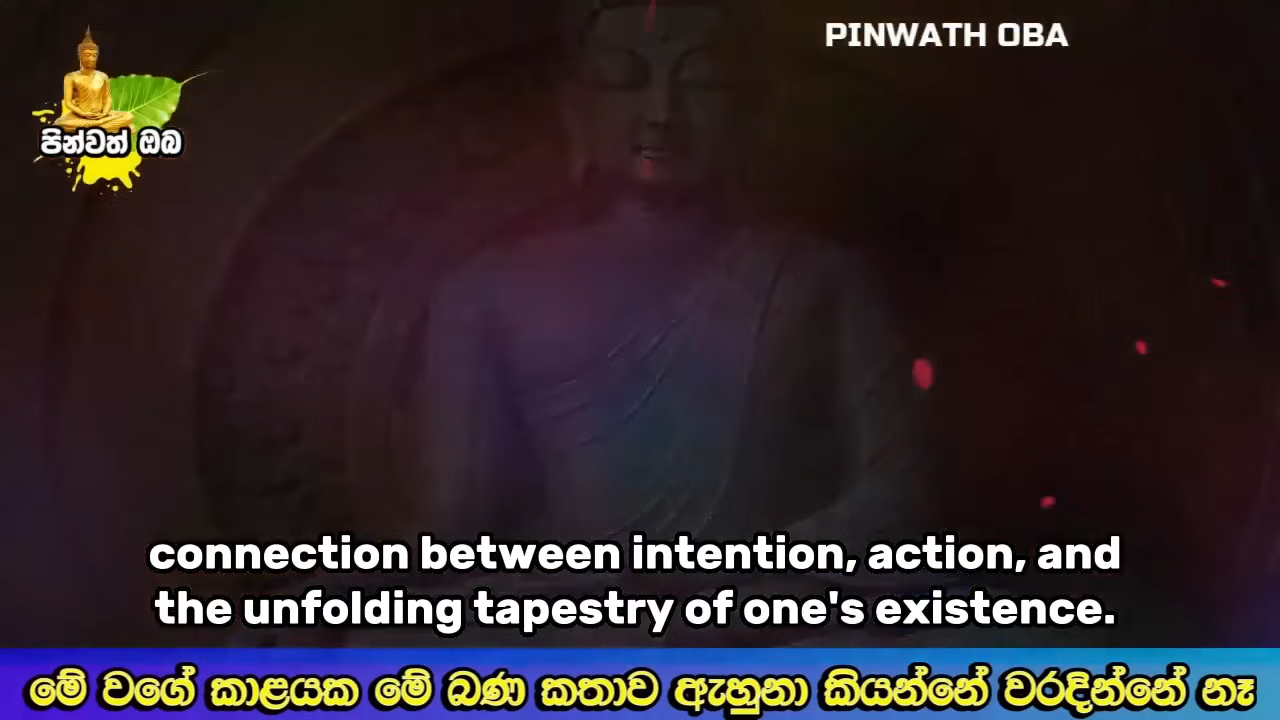 PINWATH OBA
පින්වත් ඔබ
connection between intention, action, and
the unfolding tapestry of one's existence.
මේ වගේ කාළයක මේ බණ කතාව ඇහුනා කියන්නේ වරදින්නේ නෑ